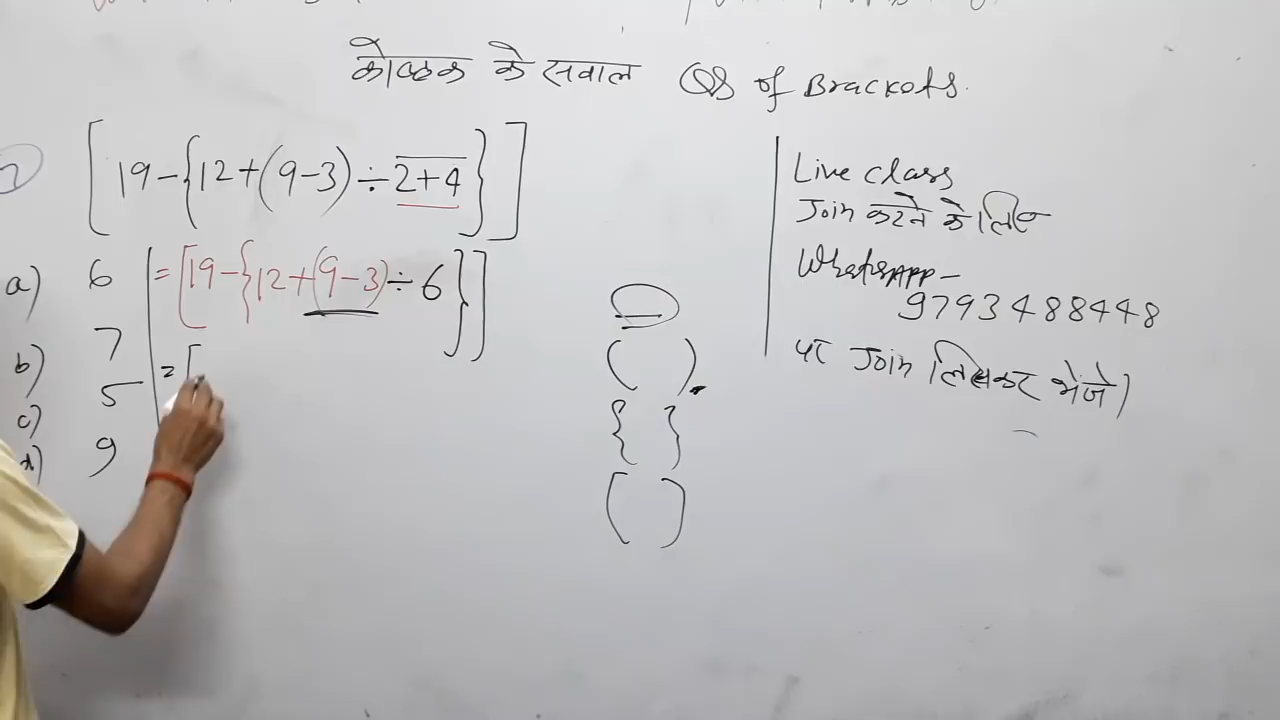 कोष्ठक के सवाल Qs of Brackets.
[19-{12+(9-3)÷2+4}]
a) 6
= [19-{12+(9-3)÷6}]
b) 7
= [
c) 5
d) 9
( )
{ }
( )
Live class
Join करने के लिए
WhatsApp-
9793488448
पर Join लिखकर भेजें।